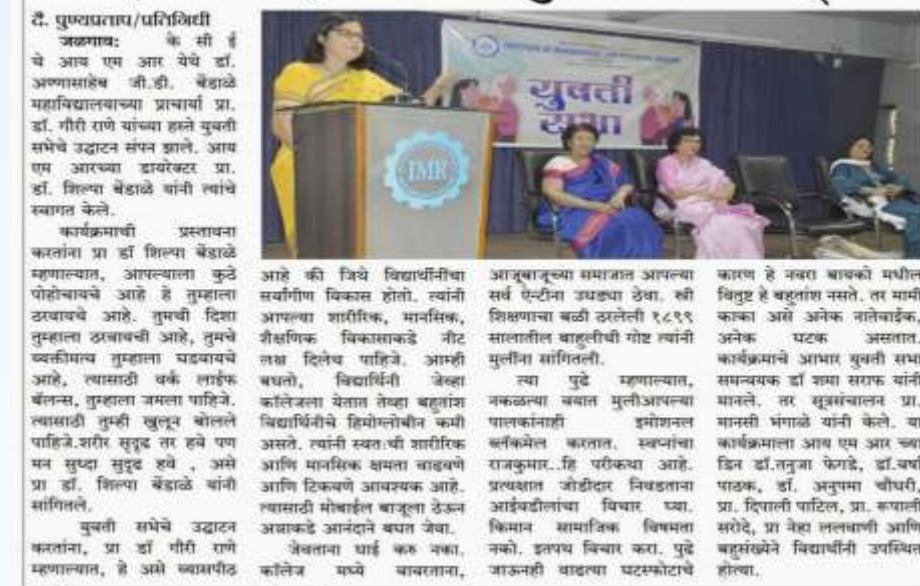 दै. पुण्यप्रताप/प्रतिनिधी
जळगाव: के सी ई
चे आय एम आर येथे डॉ.
अण्णासाहेब जी.डी. बेंडाळे
महाविद्यालयाच्या प्राचार्या प्रा.
डॉ. गौरी राणे यांच्या हस्ते युवती
सभेचे उद्घाटन संपन झाले. आय
एम आरच्या डायरेक्टर प्रा.
डॉ. शिल्पा बेंडाळे यांनी त्यांचे
स्वागत केले.
कार्यक्रमाची प्रस्तावना
करतांना प्रा डॉ शिल्पा बेंडाळे
म्हणाल्यात, आपल्याला कुठे
पोहोचायचे आहे हे तुम्हाला
ठरवायचे आहे. तुमची दिशा
तुम्हाला ठरवायची आहे, तुमचे
व्यक्तीमत्व तुम्हाला घडवायचे
आहे, त्यासाठी वर्क लाईफ
बॅलन्स, तुम्हाला जमला पाहिजे.
त्यासाठी तुम्ही खुलून बोलले
पाहिजे.शरीर सुदृढ तर हवे पण
मन सुध्दा सुदृढ हवे , असे
प्रा डॉ. शिल्पा बेंडाळे यांनी
सांगितले.
युवती सभेचे उद्घाटन
करतांना, प्रा डॉ गौरी राणे
म्हणाल्यात, हे असे व्यासपीठ
युवती
सभा
IMR
आहे की जिथे विद्यार्थीनींचा
सर्वांगीण विकास होतो. त्यांनी
आपल्या शारीरिक, मानसिक,
शैक्षणिक विकासाकडे नीट
लक्ष दिलेच पाहिजे. आम्ही
बघतो, विद्यार्थिनी जेव्हा
कॉलेजला येतात तेव्हा बहुतांश
विद्यार्थिनीचे हिमोग्लोबीन कमी
असते. त्यांनी स्वतःची शारीरिक
आणि मानसिक क्षमता वाढवणे
आणि टिकवणे आवश्यक आहे.
त्यासाठी मोबाईल बाजूला ठेऊन
अन्नाकडे आनंदाने बघत जेवा.
जेवताना घाई करु नका.
कॉलेज मध्ये वावरताना,
आजूबाजूच्या समाजात आपल्या
सर्व ऐन्टीना उघड्या ठेवा. स्त्री
शिक्षणाचा बळी ठरलेली १८९९
सालातील बाहुलीची गोष्ट त्यांनी
मुलींना सांगितली.
त्या पुढे म्हणाल्यात,
नकळत्या वयात मुलीआपल्या
पालकांनाही इमोशनल
ब्लॅकमेल करतात. स्वप्नांचा
राजकुमार..हि परीकथा आहे.
प्रत्यक्षात जोडीदार निवडताना
आईवडीलांचा विचार घ्या.
किमान सामाजिक विषमता
नको. इतपथ विचार करा. पुढे
जाऊनही वाढत्या घटस्फोटाचे
कारण हे नवरा बायको मधील
वितुष्ट हे बहुतांश नसते. तर मामा
काका असे अनेक नातेवाईक,
अनेक घटक असतात.
कार्यक्रमाचे आभार युवती सभा
समन्वयक डॉ शमा सराफ यांनी
मानले. तर सूत्रसंचालन प्रा.
मानसी भंगाळे यांनी केले. या
कार्यक्रमाला आय एम आर च्या
डिन डॉ.तनुजा फेगडे, डॉ.वर्षा
पाठक, डॉ. अनुपमा चौधरी,
प्रा. दिपाली पाटिल, प्रा. रूपाली
सरोदे, प्रा नेहा ललवाणी आणि
बहुसंख्येने विद्यार्थीनी उपस्थित
होत्या.